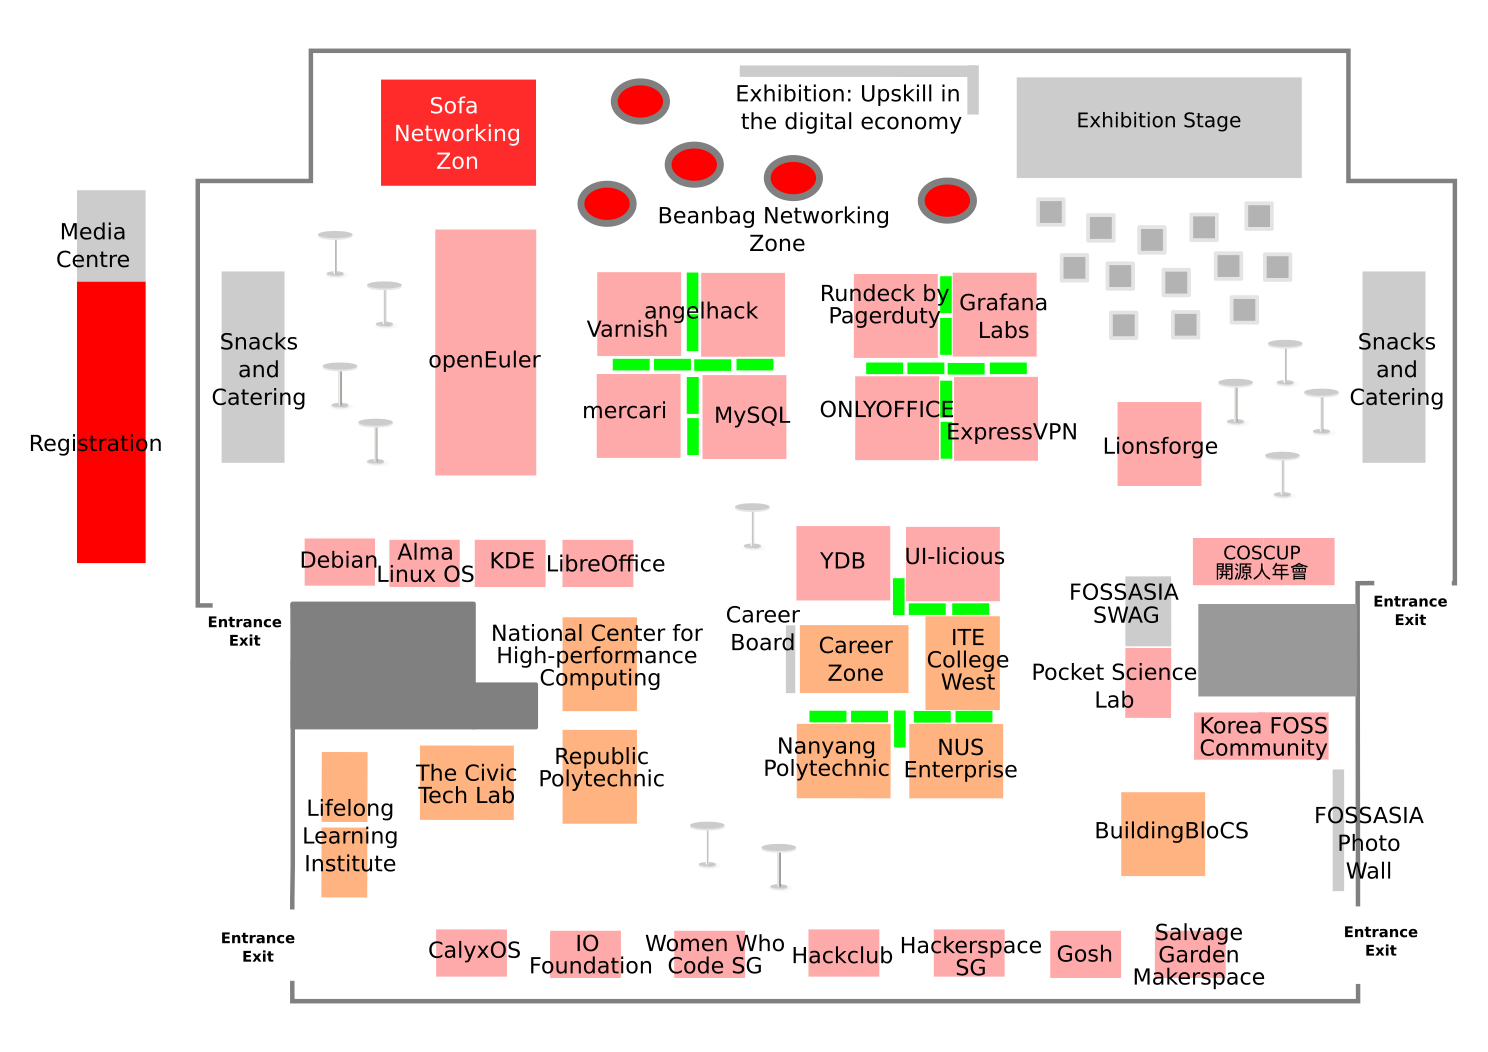 Sofa
Networking
Zon
Exhibition: Upskill in
the digital economy
Exhibition Stage
Beanbag Networking
Zone
Media
Centre
Registration
Snacks
and
Catering
openEuler
Varnish
angelhack
mercari
MySQL
Rundeck by
Pagerduty
Grafana
Labs
ONLYOFFICE
ExpressVPN
Lionsforge
Snacks
and
Catering
Debian
Alma
Linux OS
KDE
LibreOffice
YDB
UI-licious
COSCUP
開源人年會
Entrance
Exit
National Center for
High-performance
Computing
Career
Board
Career
Zone
ITE
College
West
FOSSASIA
SWAG
Pocket Science
Lab
Entrance
Exit
Korea FOSS
Community
Lifelong
Learning
Institute
The Civic
Tech Lab
Republic
Polytechnic
Nanyang
Polytechnic
NUS
Enterprise
BuildingBloCS
FOSSASIA
Photo
Wall
Entrance
Exit
CalyxOS
IO
Foundation
Women Who
Code SG
Hackclub
Hackerspace
SG
Gosh
Salvage
Garden
Makerspace
Entrance
Exit